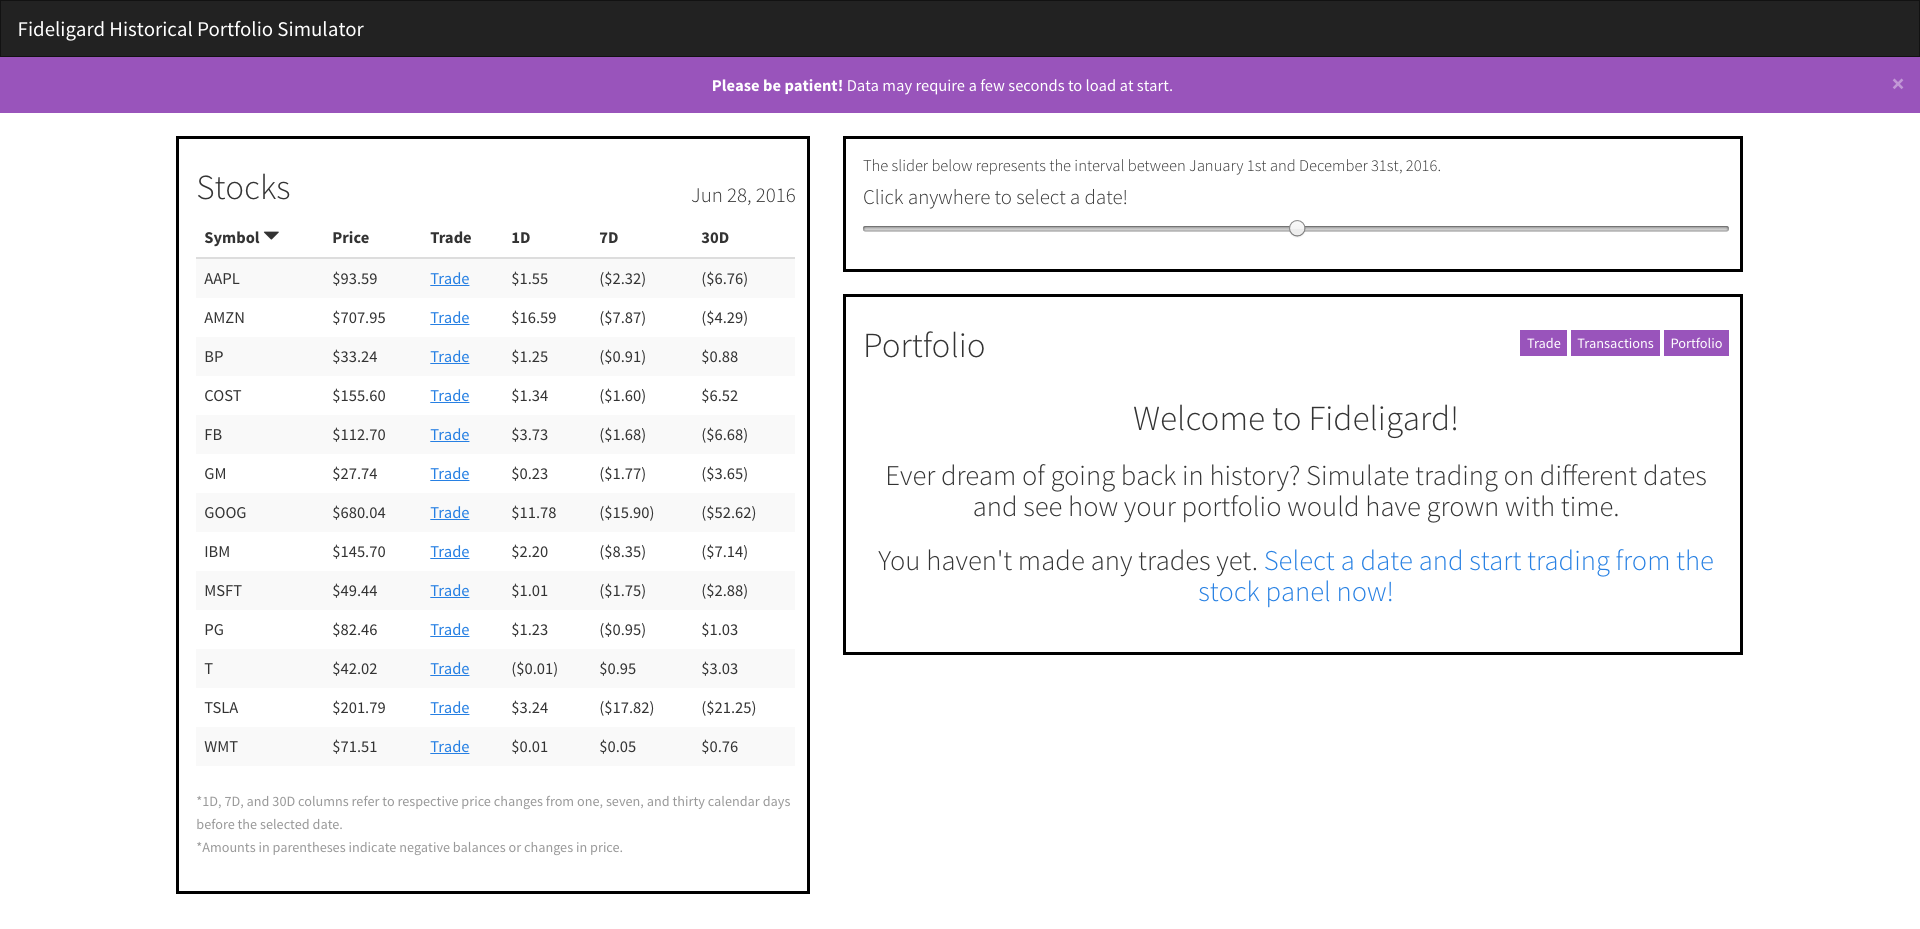 Fideligard Historical Portfolio Simulator
Please be patient! Data may require a few seconds to load at start.
×
Stocks
Jun 28, 2016
Symbol Price Trade 1D 7D 30D
AAPL $93.59 Trade $1.55 ($2.32) ($6.76)
AMZN $707.95 Trade $16.59 ($7.87) ($4.29)
BP $33.24 Trade $1.25 ($0.91) $0.88
COST $155.60 Trade $1.34 ($1.60) $6.52
FB $112.70 Trade $3.73 ($1.68) ($6.68)
GM $27.74 Trade $0.23 ($1.77) ($3.65)
GOOG $680.04 Trade $11.78 ($15.90) ($52.62)
IBM $145.70 Trade $2.20 ($8.35) ($7.14)
MSFT $49.44 Trade $1.01 ($1.75) ($2.88)
PG $82.46 Trade $1.23 ($0.95) $1.03
T $42.02 Trade ($0.01) $0.95 $3.03
TSLA $201.79 Trade $3.24 ($17.82) ($21.25)
WMT $71.51 Trade $0.01 $0.05 $0.76
*1D, 7D, and 30D columns refer to respective price changes from one, seven, and thirty calendar days
before the selected date.
*Amounts in parentheses indicate negative balances or changes in price.
The slider below represents the interval between January 1st and December 31st, 2016.
Click anywhere to select a date!
Portfolio
Trade Transactions Portfolio
Welcome to Fideligard!
Ever dream of going back in history? Simulate trading on different dates
and see how your portfolio would have grown with time.
You haven't made any trades yet. Select a date and start trading from the
stock panel now!